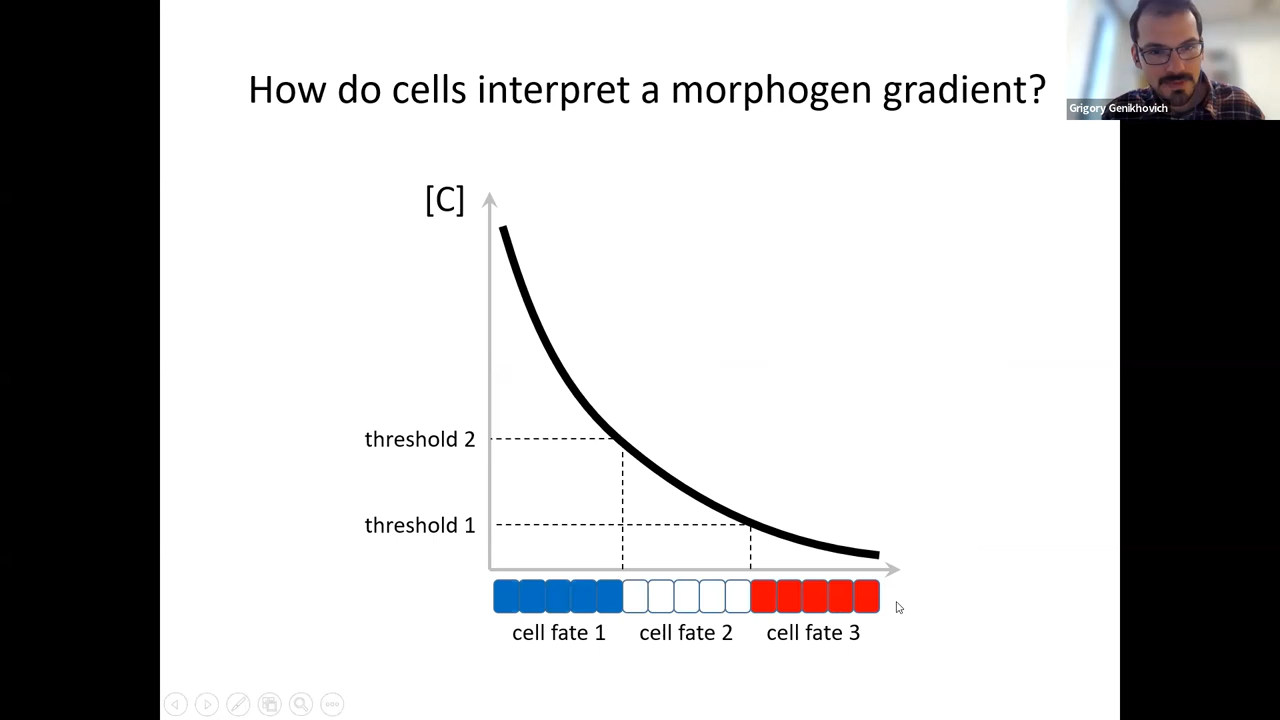 How do cells interpret a morphogen gradient?
Grigory Genikhovich
[C]
threshold 2
threshold 1
cell fate 1
cell fate 2
cell fate 3